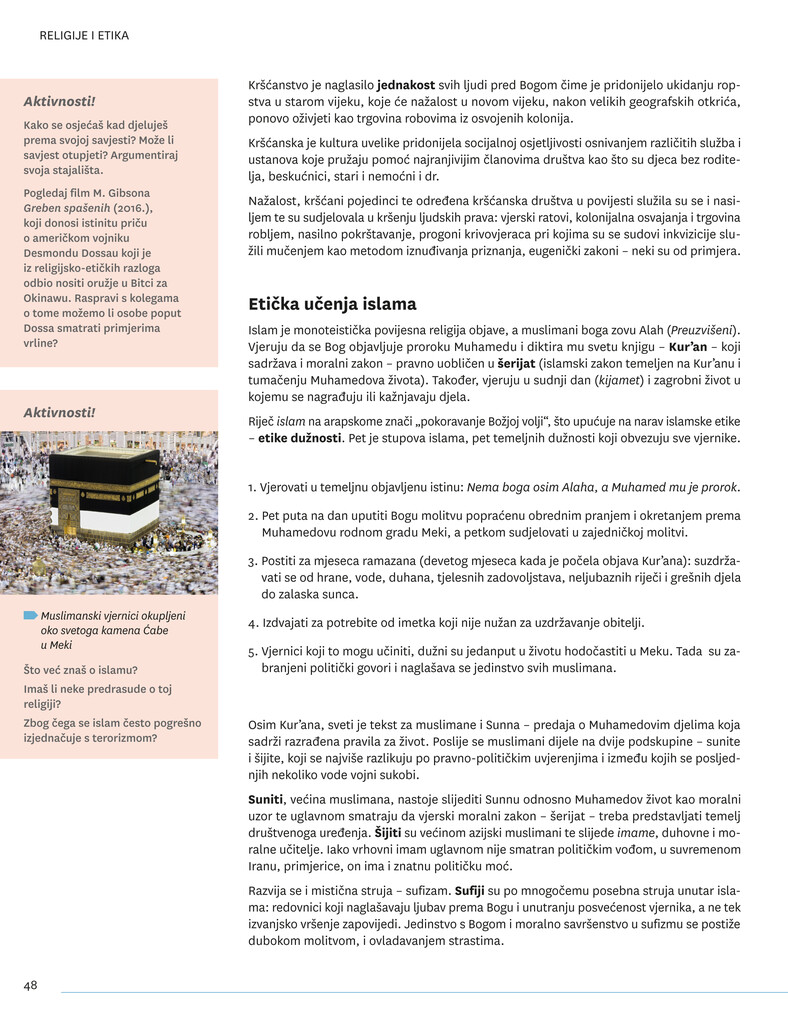 RELIGIJE I ETIKA
Aktivnosti!
Kako se osjećaš kad djeluješ
prema svojoj savjesti? Može li
savjest otupjeti? Argumentiraj
svoja stajališta.
Pogledaj film M. Gibsona
Greben spašenih (2016.),
koji donosi istinitu priču
o američkom vojniku
Desmondu Dossau koji je
iz religijsko-etičkih razloga
odbio nositi oružje u Bitci za
Okinawu. Raspravi s kolegama
o tome možemo li osobe poput
Dossa smatrati primjerima
vrline?
Aktivnosti!
Muslimanski vjernici okupljeni
oko svetoga kamena Ćabe
u Meki
Što već znaš o islamu?
Imaš li neke predrasude o toj
religiji?
Zbog čega se islam često pogrešno
izjednačuje s terorizmom?
Kršćanstvo je naglasilo jednakost svih ljudi pred Bogom čime je pridonijelo ukidanju rop-
stva u starom vijeku, koje će nažalost u novom vijeku, nakon velikih geografskih otkrića,
ponovo oživjeti kao trgovina robovima iz osvojenih kolonija.
Kršćanska je kultura uvelike pridonijela socijalnoj osjetljivosti osnivanjem različitih služba i
ustanova koje pružaju pomoć najranjivijim članovima društva kao što su djeca bez rodite-
lja, beskućnici, stari i nemoćni i dr.
Nažalost, kršćani pojedinci te određena kršćanska društva u povijesti služila su se i nasi-
ljem te su sudjelovala u kršenju ljudskih prava: vjerski ratovi, kolonijalna osvajanja i trgovina
robljem, nasilno pokrštavanje, progoni krivovjeraca pri kojima su se sudovi inkvizicije slu-
žili mučenjem kao metodom iznuđivanja priznanja, eugenički zakoni – neki su od primjera.
Etička učenja islama
Islam je monoteistička povijesna religija objave, a muslimani boga zovu Alah (Preuzvišeni).
Vjeruju da se Bog objavljuje proroku Muhamedu i diktira mu svetu knjigu – Kur’an – koji
sadržava i moralni zakon – pravno uobličen u šerijat (islamski zakon temeljen na Kur’anu i
tumačenju Muhamedova života). Također, vjeruju u sudnji dan (kijamet) i zagrobni život u
kojemu se nagrađuju ili kažnjavaju djela.
Riječ islam na arapskome znači „pokoravanje Božjoj volji“, što upućuje na narav islamske etike
– etike dužnosti. Pet je stupova islama, pet temeljnih dužnosti koji obvezuju sve vjernike.
1. Vjerovati u temeljnu objavljenu istinu: Nema boga osim Alaha, a Muhamed mu je prorok.
2. Pet puta na dan uputiti Bogu molitvu popraćenu obrednim pranjem i okretanjem prema
Muhamedovu rodnom gradu Meki, a petkom sudjelovati u zajedničkoj molitvi.
3. Postiti za mjeseca ramazana (devetog mjeseca kada je počela objava Kur’ana): suzdrža-
vati se od hrane, vode, duhana, tjelesnih zadovoljstava, neljubaznih riječi i grešnih djela
do zalaska sunca.
4. Izdvajati za potrebite od imetka koji nije nužan za uzdržavanje obitelji.
5. Vjernici koji to mogu učiniti, dužni su jedanput u životu hodočastiti u Meku. Tada su za-
branjeni politički govori i naglašava se jedinstvo svih muslimana.
Osim Kur’ana, sveti je tekst za muslimane i Sunna – predaja o Muhamedovim djelima koja
sadrži razrađena pravila za život. Poslije se muslimani dijele na dvije podskupine – sunite
i šijite, koji se najviše razlikuju po pravno-političkim uvjerenjima i između kojih se posljed-
njih nekoliko vode vojni sukobi.
Suniti, većina muslimana, nastoje slijediti Sunnu odnosno Muhamedov život kao moralni
uzor te uglavnom smatraju da vjerski moralni zakon – šerijat – treba predstavljati temelj
društvenoga uređenja. Šijiti su većinom azijski muslimani te slijede imame, duhovne i mo-
ralne učitelje. Iako vrhovni imam uglavnom nije smatran političkim vođom, u suvremenom
Iranu, primjerice, on ima i znatnu političku moć.
Razvija se i mistična struja – sufizam. Sufiji su po mnogočemu posebna struja unutar isla-
ma: redovnici koji naglašavaju ljubav prema Bogu i unutranju posvećenost vjernika, a ne tek
izvanjsko vršenje zapovijedi. Jedinstvo s Bogom i moralno savršenstvo u sufizmu se postiže
dubokom molitvom, i ovladavanjem strastima.
48